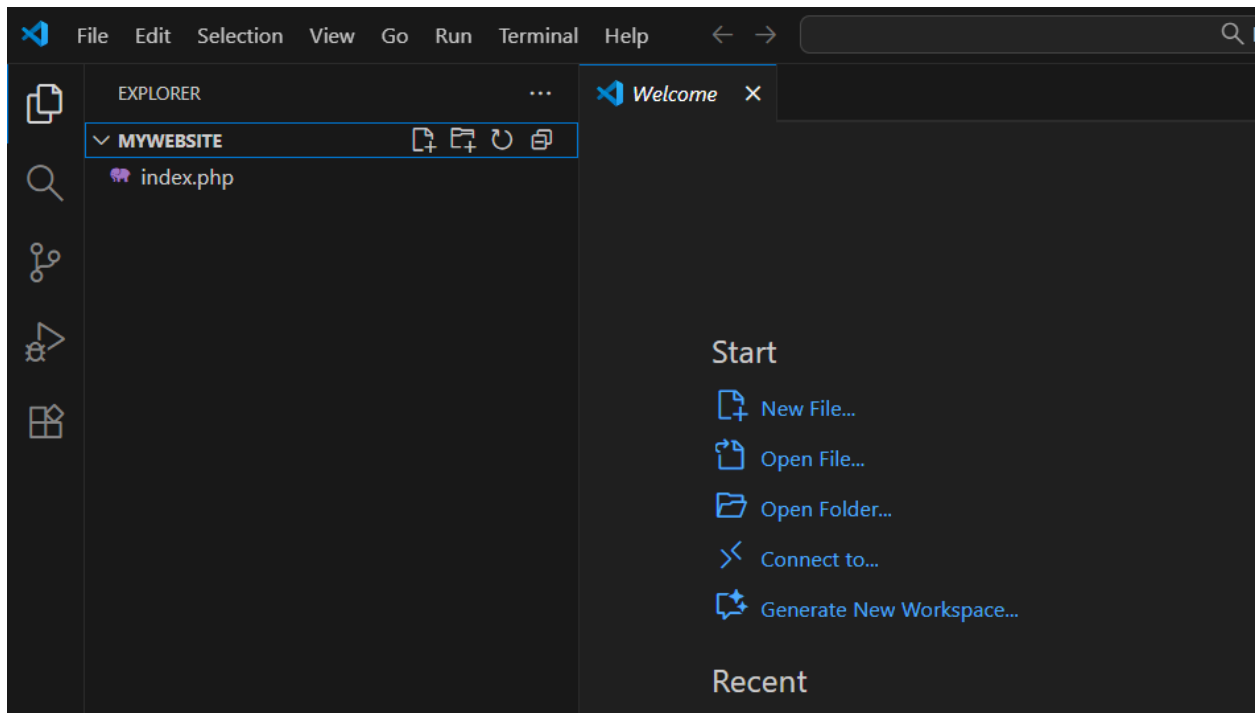 File Edit Selection View Go Run Terminal Help
EXPLORER
Welcome
MYWEBSITE
index.php
Start
New File...
Open File...
Open Folder...
Connect to...
Generate New Workspace...
Recent